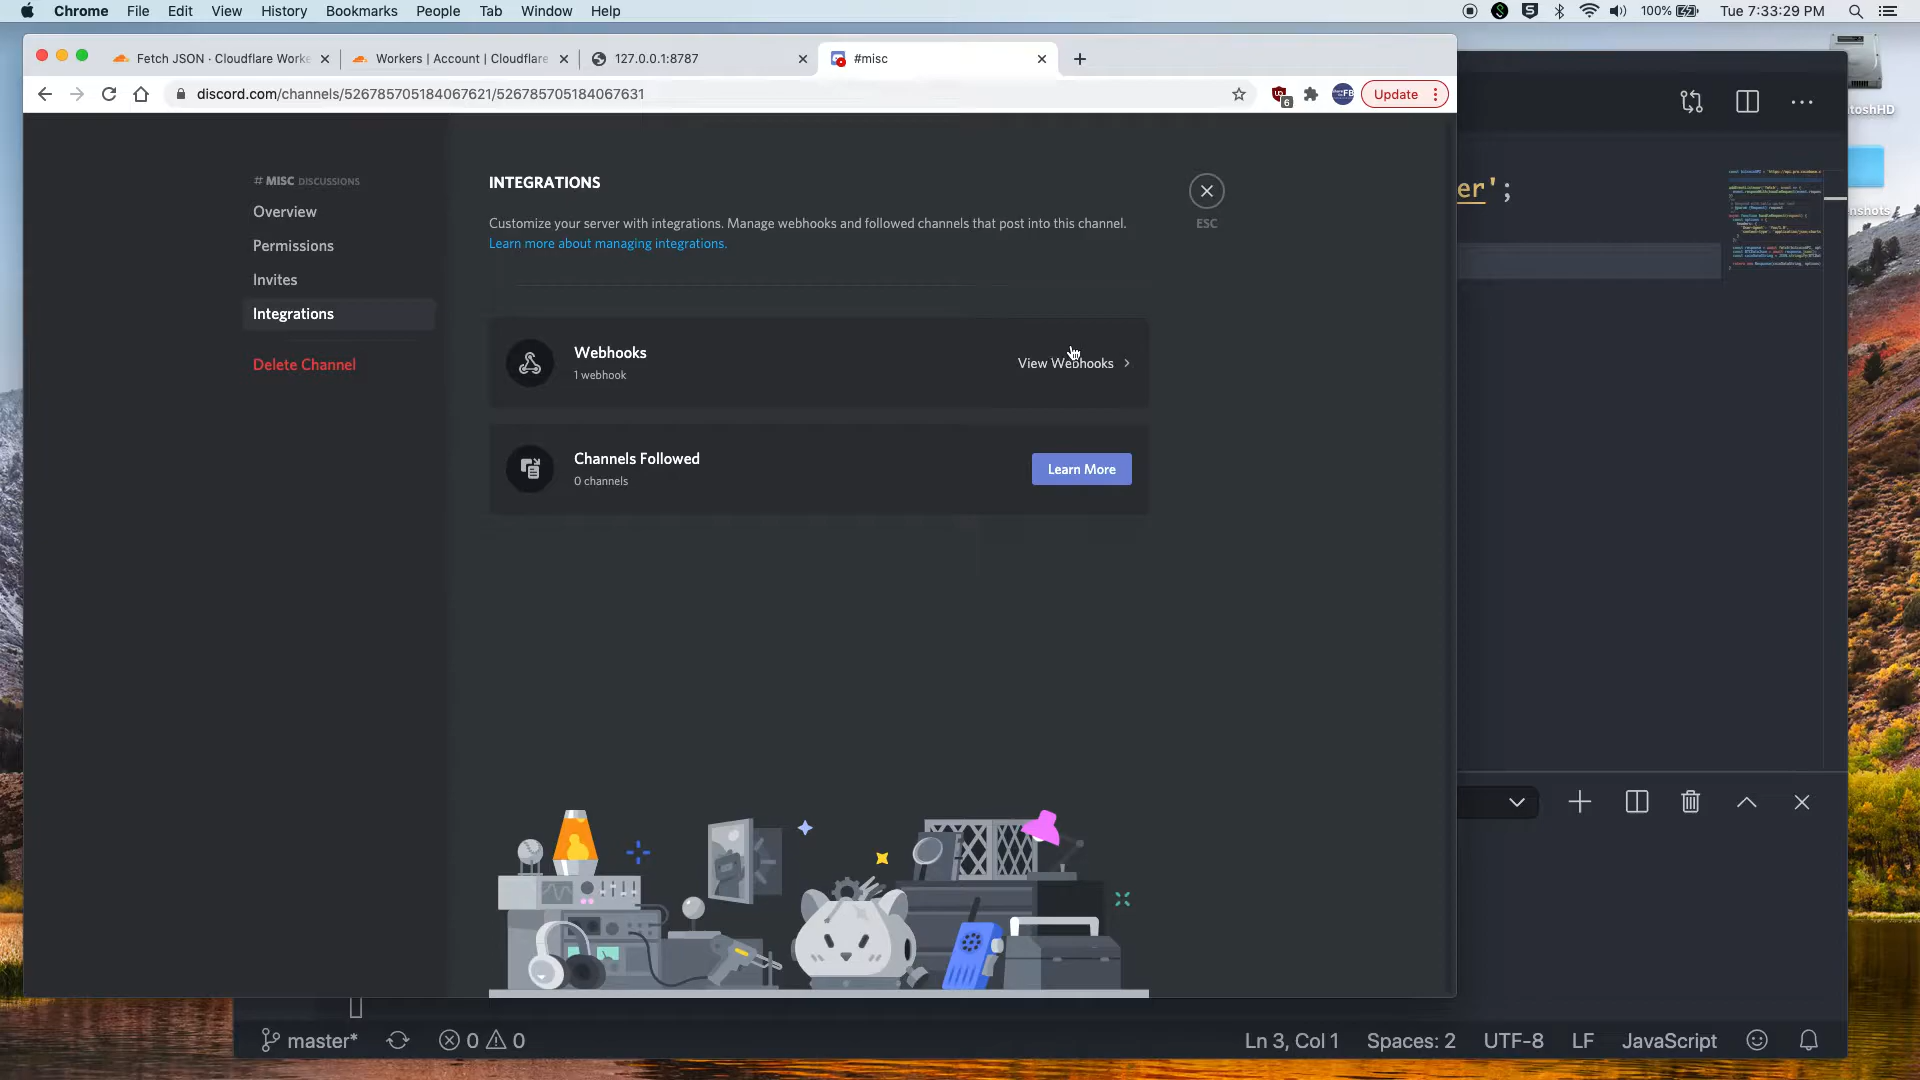 Chrome File Edit View History Bookmarks People Tab Window Help
100% Tue 7:33:29 PM
Fetch JSON · Cloudflare Worke
Workers | Account | Cloudflare
127.0.0.1:8787
#misc
discord.com/channels/526785705184067621/526785705184067631
6
FB
Update
toshHD
# MISC DISCUSSIONS
Overview
Permissions
Invites
Integrations
Delete Channel
INTEGRATIONS
ESC
Customize your server with integrations. Manage webhooks and followed channels that post into this channel.
Learn more about managing integrations.
Webhooks
1 webhook
View Webhooks
Channels Followed
0 channels
Learn More
er';
master* 0 0
Ln 3, Col 1 Spaces: 2 UTF-8 LF JavaScript